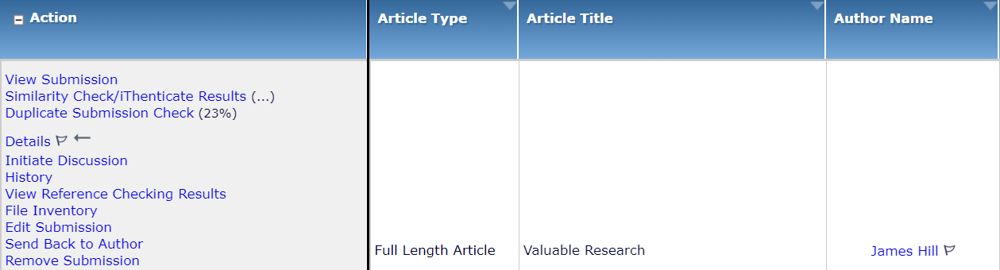 Action
Article Type
Article Title
Author Name
View Submission
Similarity Check/iThenticate Results (...)
Duplicate Submission Check (23%)
Details
Initiate Discussion
History
View Reference Checking Results
File Inventory
Edit Submission
Send Back to Author
Remove Submission
Full Length Article
Valuable Research
James Hill